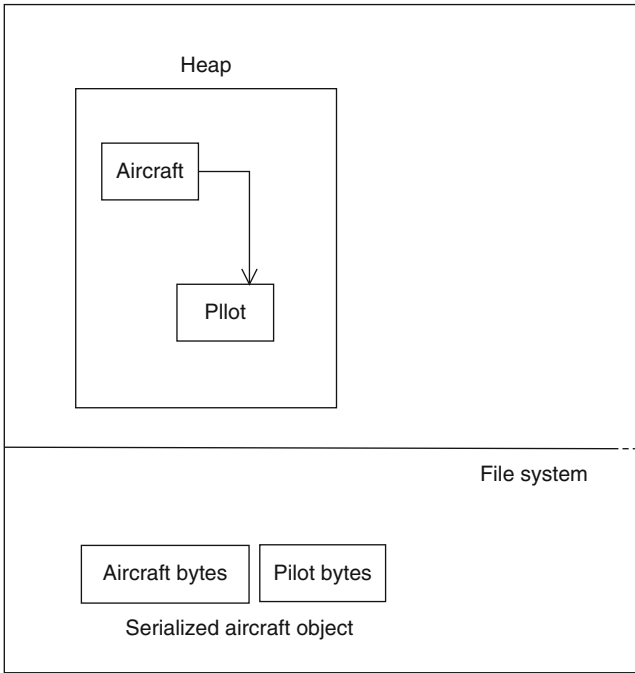 Heap
Aircraft
Pllot
File system
Aircraft bytes
Pilot bytes
Serialized aircraft object